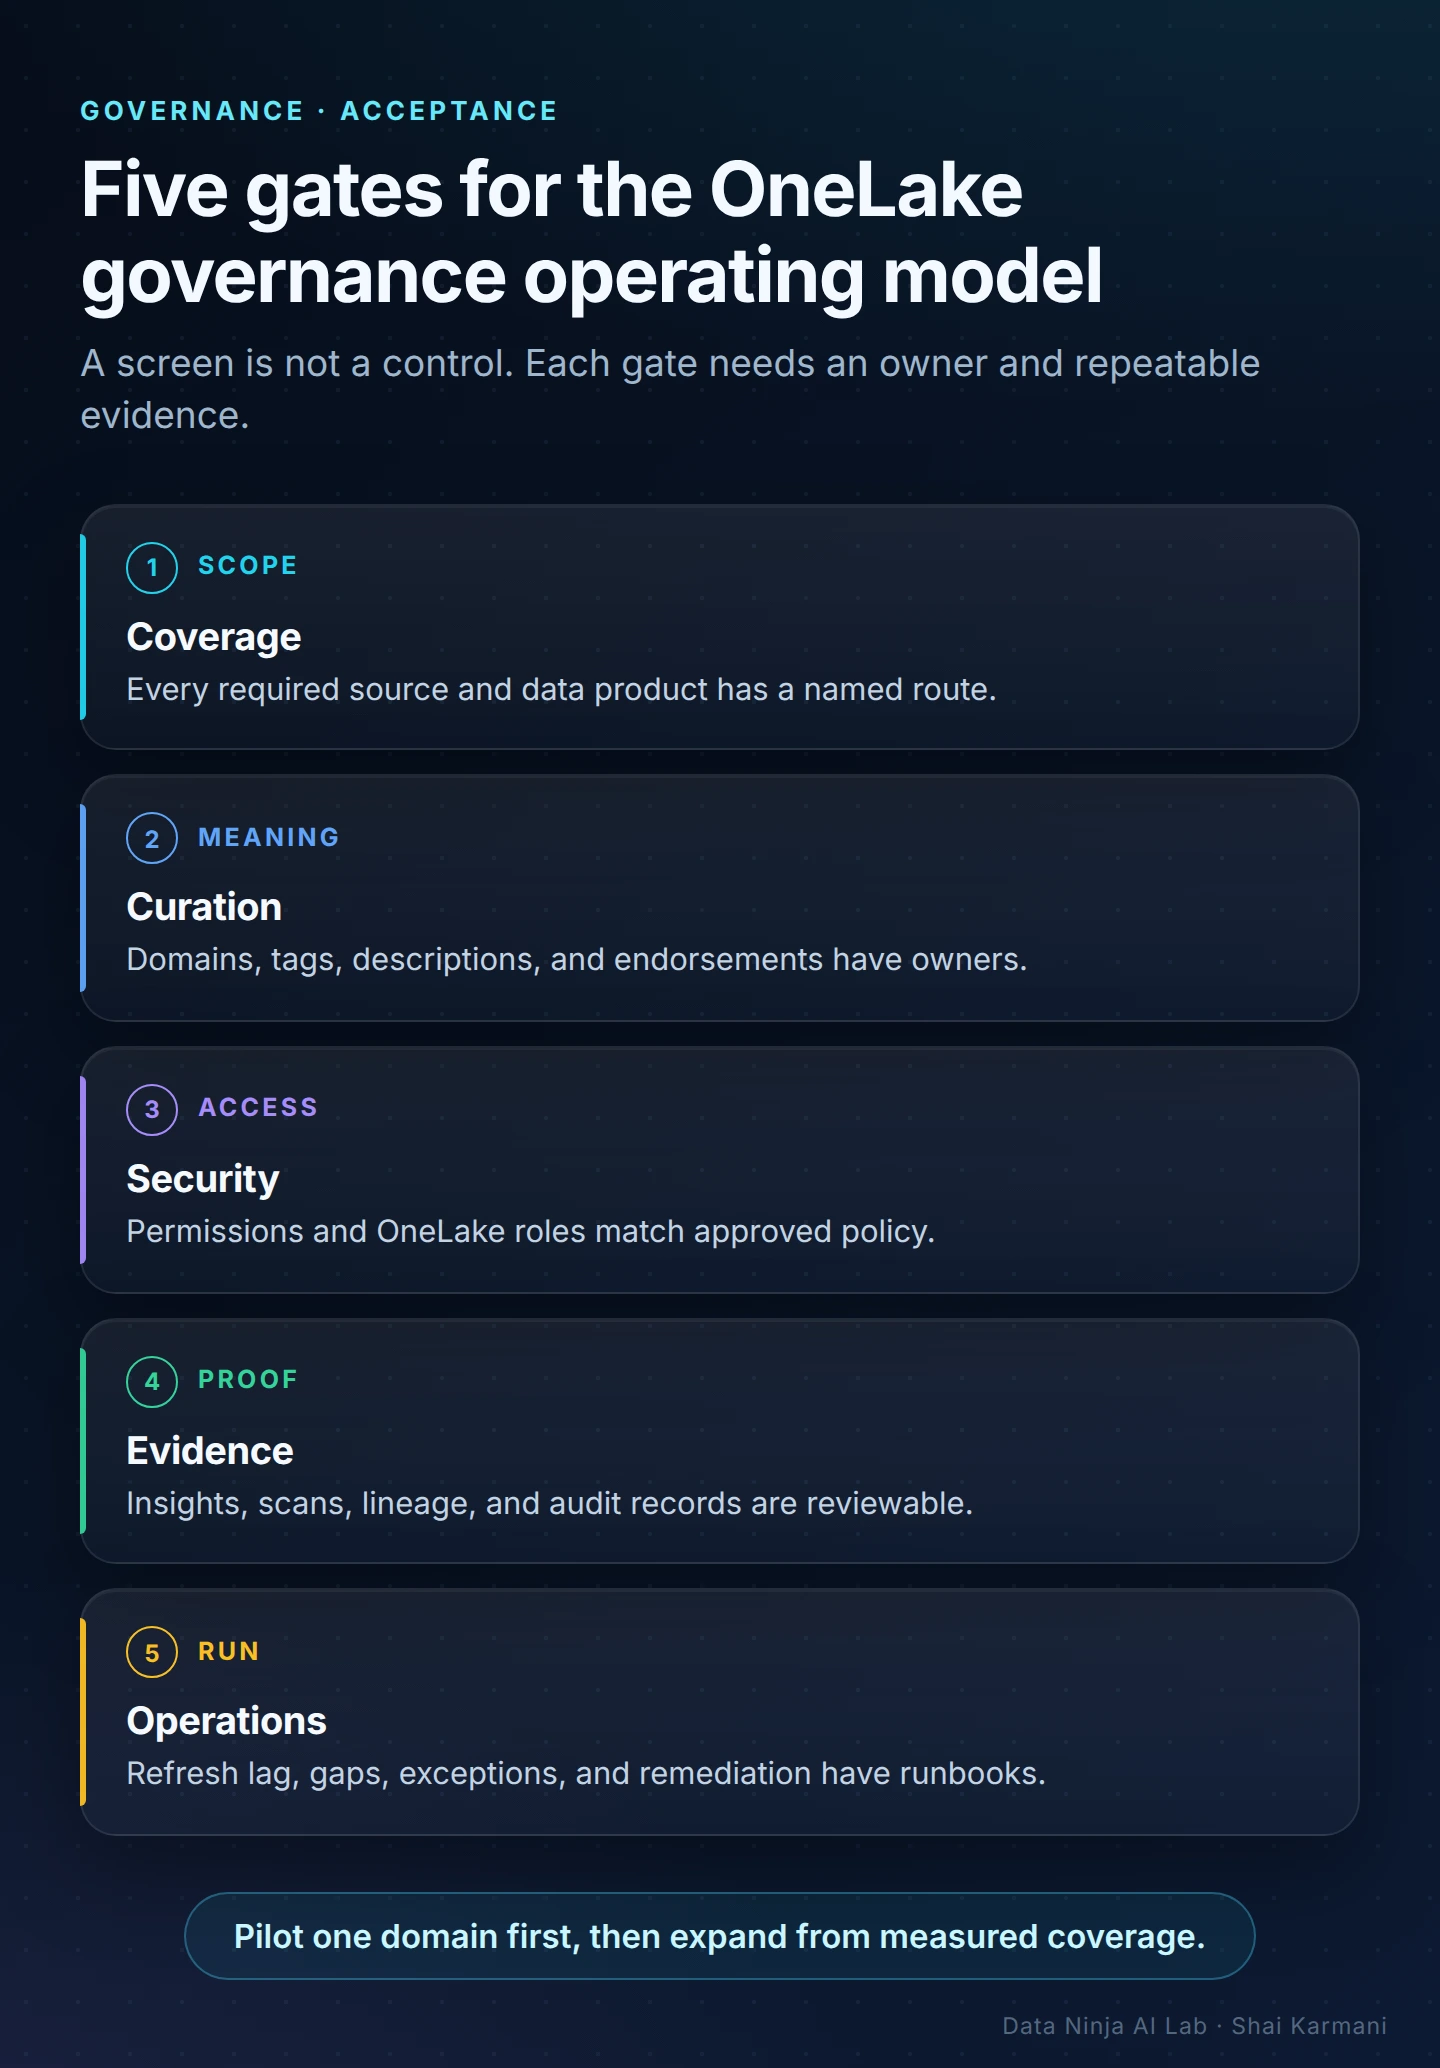 GOVERNANCE · ACCEPTANCE
Five gates for the OneLake
governance operating model
A screen is not a control. Each gate needs an owner and repeatable
evidence.
1 SCOPE
Coverage
Every required source and data product has a named route.
2 MEANING
Curation
Domains, tags, descriptions, and endorsements have owners.
3 ACCESS
Security
Permissions and OneLake roles match approved policy.
4 PROOF
Evidence
Insights, scans, lineage, and audit records are reviewable.
5 RUN
Operations
Refresh lag, gaps, exceptions, and remediation have runbooks.
Pilot one domain first, then expand from measured coverage.
Data Ninja AI Lab · Shai Karmani